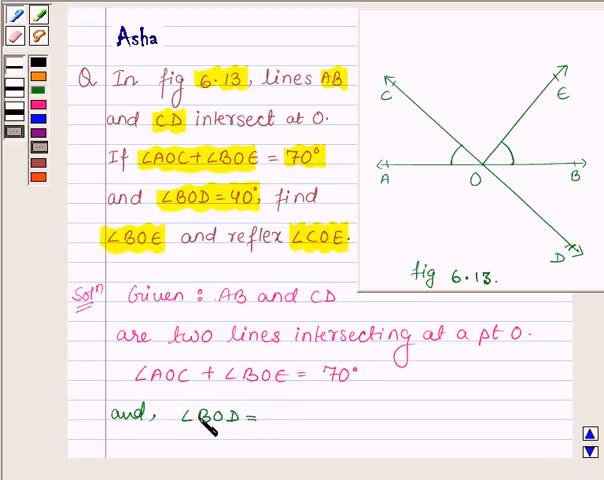 Asha
Q In fig 6.13, lines AB
and CD intersect at O.
If ∠AOC + ∠BOE = 70°
and ∠BOD = 40°, find
∠BOE and reflex ∠COE.
C
E
A
O
B
D
fig 6.13.
Solⁿ Given : AB and CD
are two lines intersecting at a pt O.
∠AOC + ∠BOE = 70°
and, ∠BOD =